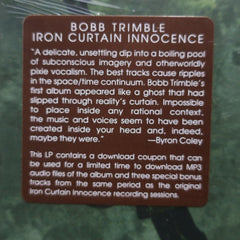 BOBB TRIMBLE
IRON CURTAIN INNOCENCE
"A delicate, unsettling dip into a boiling pool
of subconscious imagery and otherworldly
pixie vocalism. The best tracks cause ripples
in the space/time continuum. Bobb Trimble's
first album appeared like a ghost that had
slipped through reality's curtain. Impossible
to place inside any rational context,
the music and voices seem to have been
created inside your head and, indeed,
maybe they were."  —Byron Coley
This LP contains a download coupon that can
be used for a limited time to download MP3
audio files of the album and three special bonus
tracks from the same period as the original
Iron Curtain Innocence recording sessions.